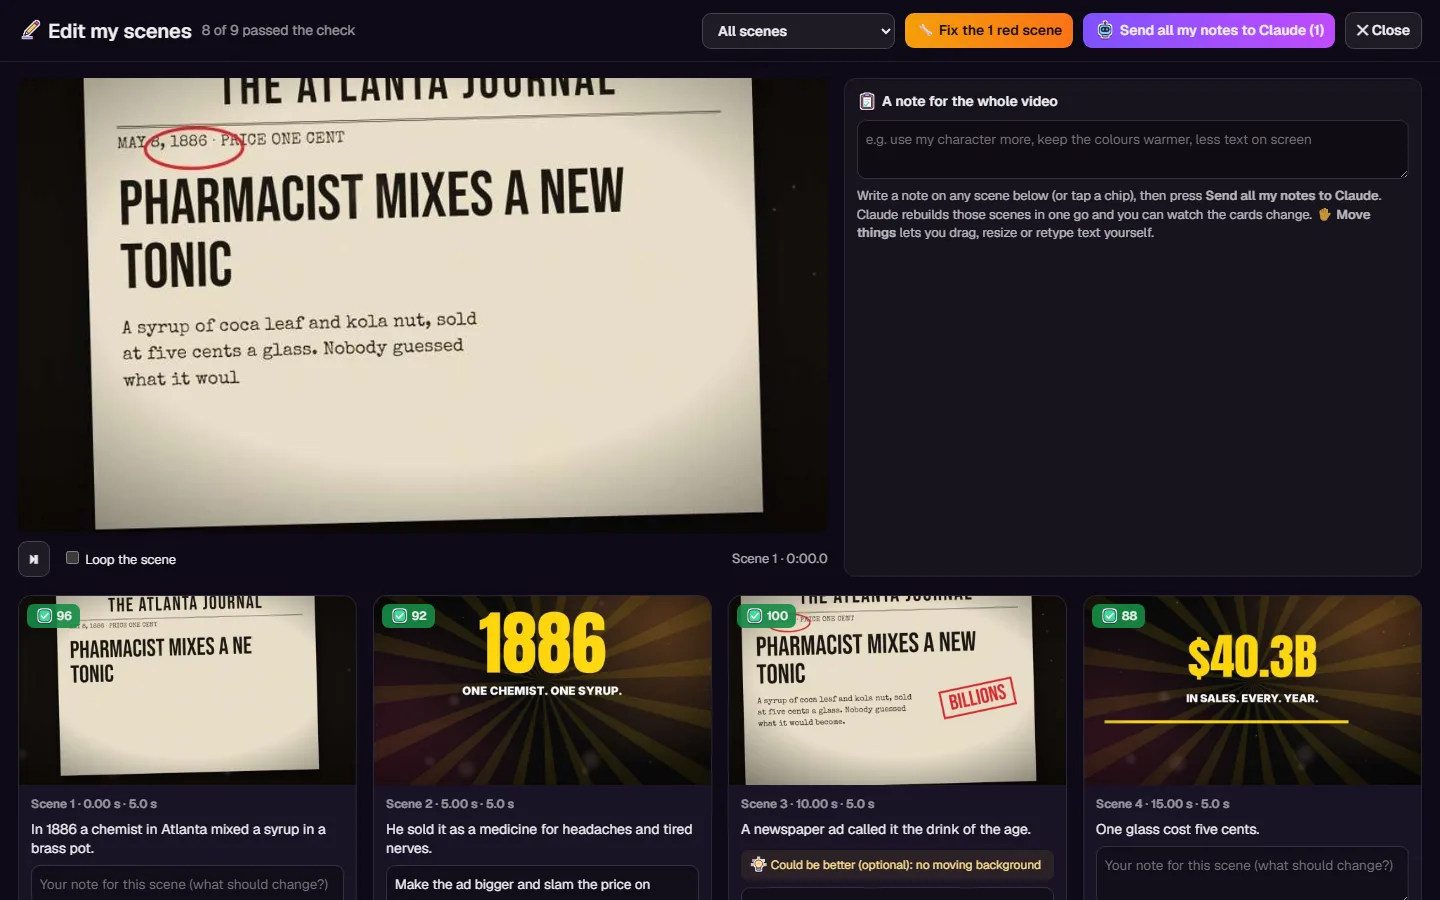 Edit my scenes
8 of 9 passed the check
All scenes
Fix the 1 red scene
Send all my notes to Claude (1)
Close
THE ATLANTA JOURNAL
MAY 8, 1886 · PRICE ONE CENT
PHARMACIST MIXES A NEW
TONIC
A syrup of coca leaf and kola nut, sold
at five cents a glass. Nobody guessed
what it woul
Loop the scene
Scene 1 · 0:00.0
A note for the whole video
e.g. use my character more, keep the colours warmer, less text on screen
Write a note on any scene below (or tap a chip), then press Send all my notes to Claude.
Claude rebuilds those scenes in one go and you can watch the cards change. Move
things lets you drag, resize or retype text yourself.
96
THE ATLANTA JOURNAL
8, 1886 · PRICE ONE CENT
PHARMACIST MIXES A NE
TONIC
Scene 1 · 0.00 s · 5.0 s
In 1886 a chemist in Atlanta mixed a syrup in a
brass pot.
Your note for this scene (what should change?)
92
1886
ONE CHEMIST. ONE SYRUP.
Scene 2 · 5.00 s · 5.0 s
He sold it as a medicine for headaches and tired
nerves.
Make the ad bigger and slam the price on
100
THE ATLANTA JOURNAL
PRICE ONE CENT
PHARMACIST MIXES A NEW
TONIC
A syrup of coca leaf and kola nut, sold
at five cents a glass. Nobody guessed
what it would become.
BILLIONS
Scene 3 · 10.00 s · 5.0 s
A newspaper ad called it the drink of the age.
Could be better (optional): no moving background
88
$40.3B
IN SALES. EVERY. YEAR.
Scene 4 · 15.00 s · 5.0 s
One glass cost five cents.
Your note for this scene (what should change?)